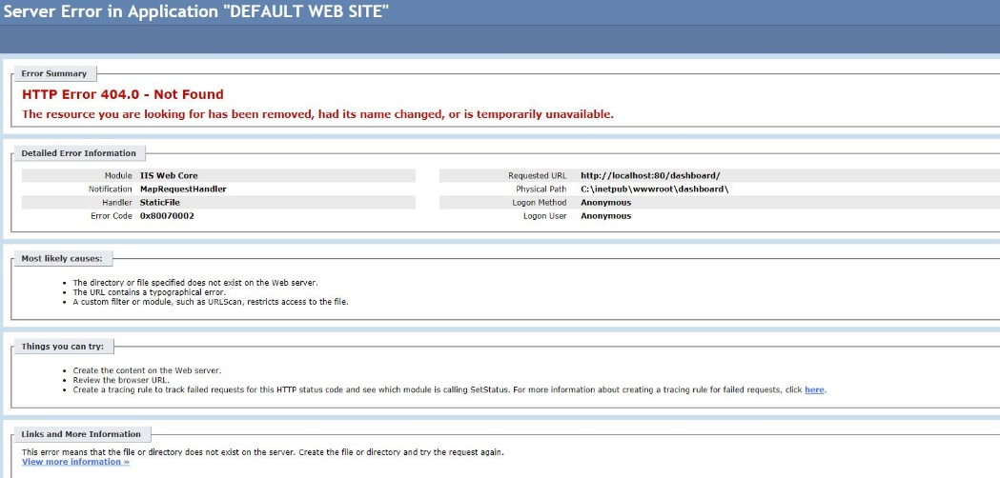 Server Error in Application "DEFAULT WEB SITE"
Error Summary
HTTP Error 404.0 - Not Found
The resource you are looking for has been removed, had its name changed, or is temporarily unavailable.
Detailed Error Information
Module IIS Web Core
Notification MapRequestHandler
Handler StaticFile
Error Code 0x80070002
Requested URL http://localhost:80/dashboard/
Physical Path C:\inetpub\wwwroot\dashboard\
Logon Method Anonymous
Logon User Anonymous
Most likely causes:
• The directory or file specified does not exist on the Web server.
• The URL contains a typographical error.
• A custom filter or module, such as URLScan, restricts access to the file.
Things you can try:
• Create the content on the Web server.
• Review the browser URL.
• Create a tracing rule to track failed requests for this HTTP status code and see which module is calling SetStatus. For more information about creating a tracing rule for failed requests, click here.
Links and More Information
This error means that the file or directory does not exist on the server. Create the file or directory and try the request again.
View more information »